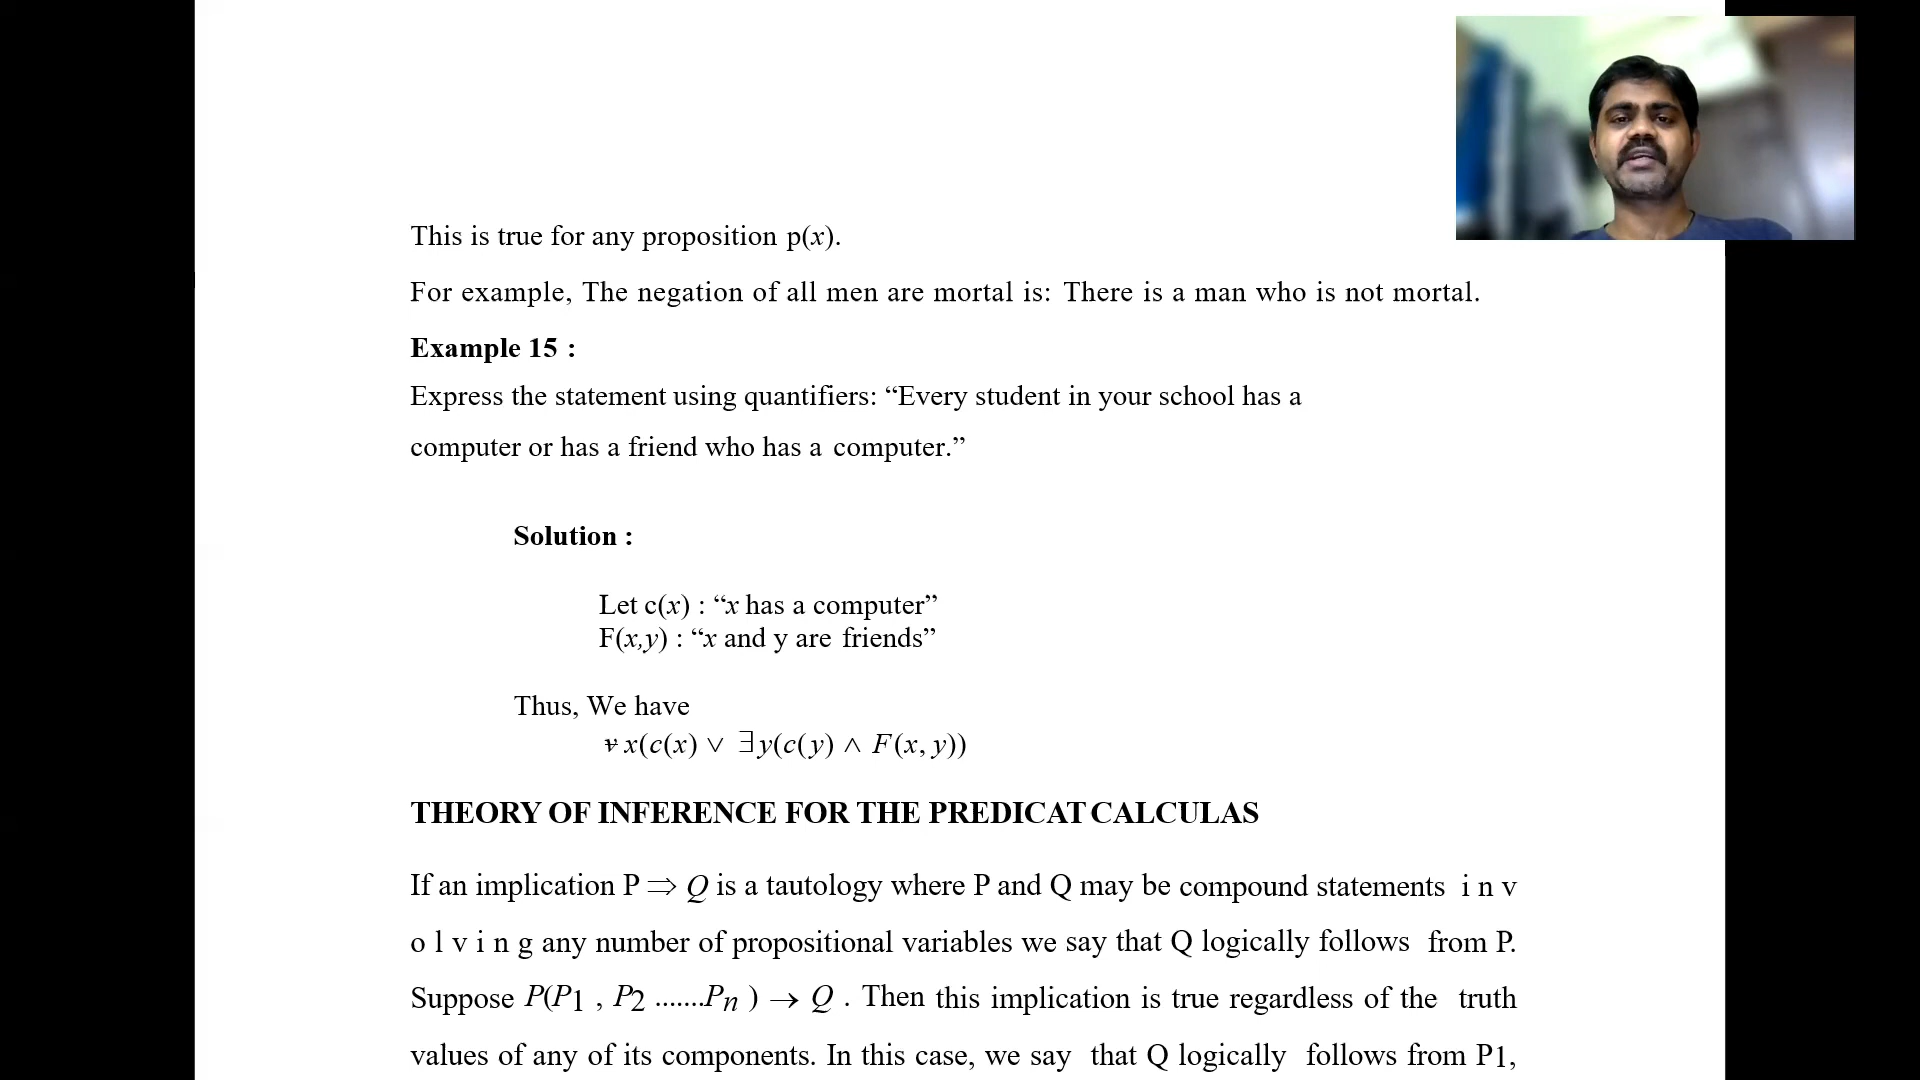 This is true for any proposition p(x).
For example, The negation of all men are mortal is: There is a man who is not mortal.
Example 15 :
Express the statement using quantifiers: “Every student in your school has a
computer or has a friend who has a computer.”
Solution :
Let c(x) : “x has a computer”
F(x,y) : “x and y are friends”
Thus, We have
∀ x(c(x) ∨ ∃ y(c(y) ∧ F(x, y))
THEORY OF INFERENCE FOR THE PREDICAT CALCULAS
If an implication P ⇒ Q is a tautology where P and Q may be compound statements i n v
o l v i n g any number of propositional variables we say that Q logically follows from P.
Suppose P(P1 , P2 .......Pn ) → Q . Then this implication is true regardless of the truth
values of any of its components. In this case, we say that Q logically follows from P1,